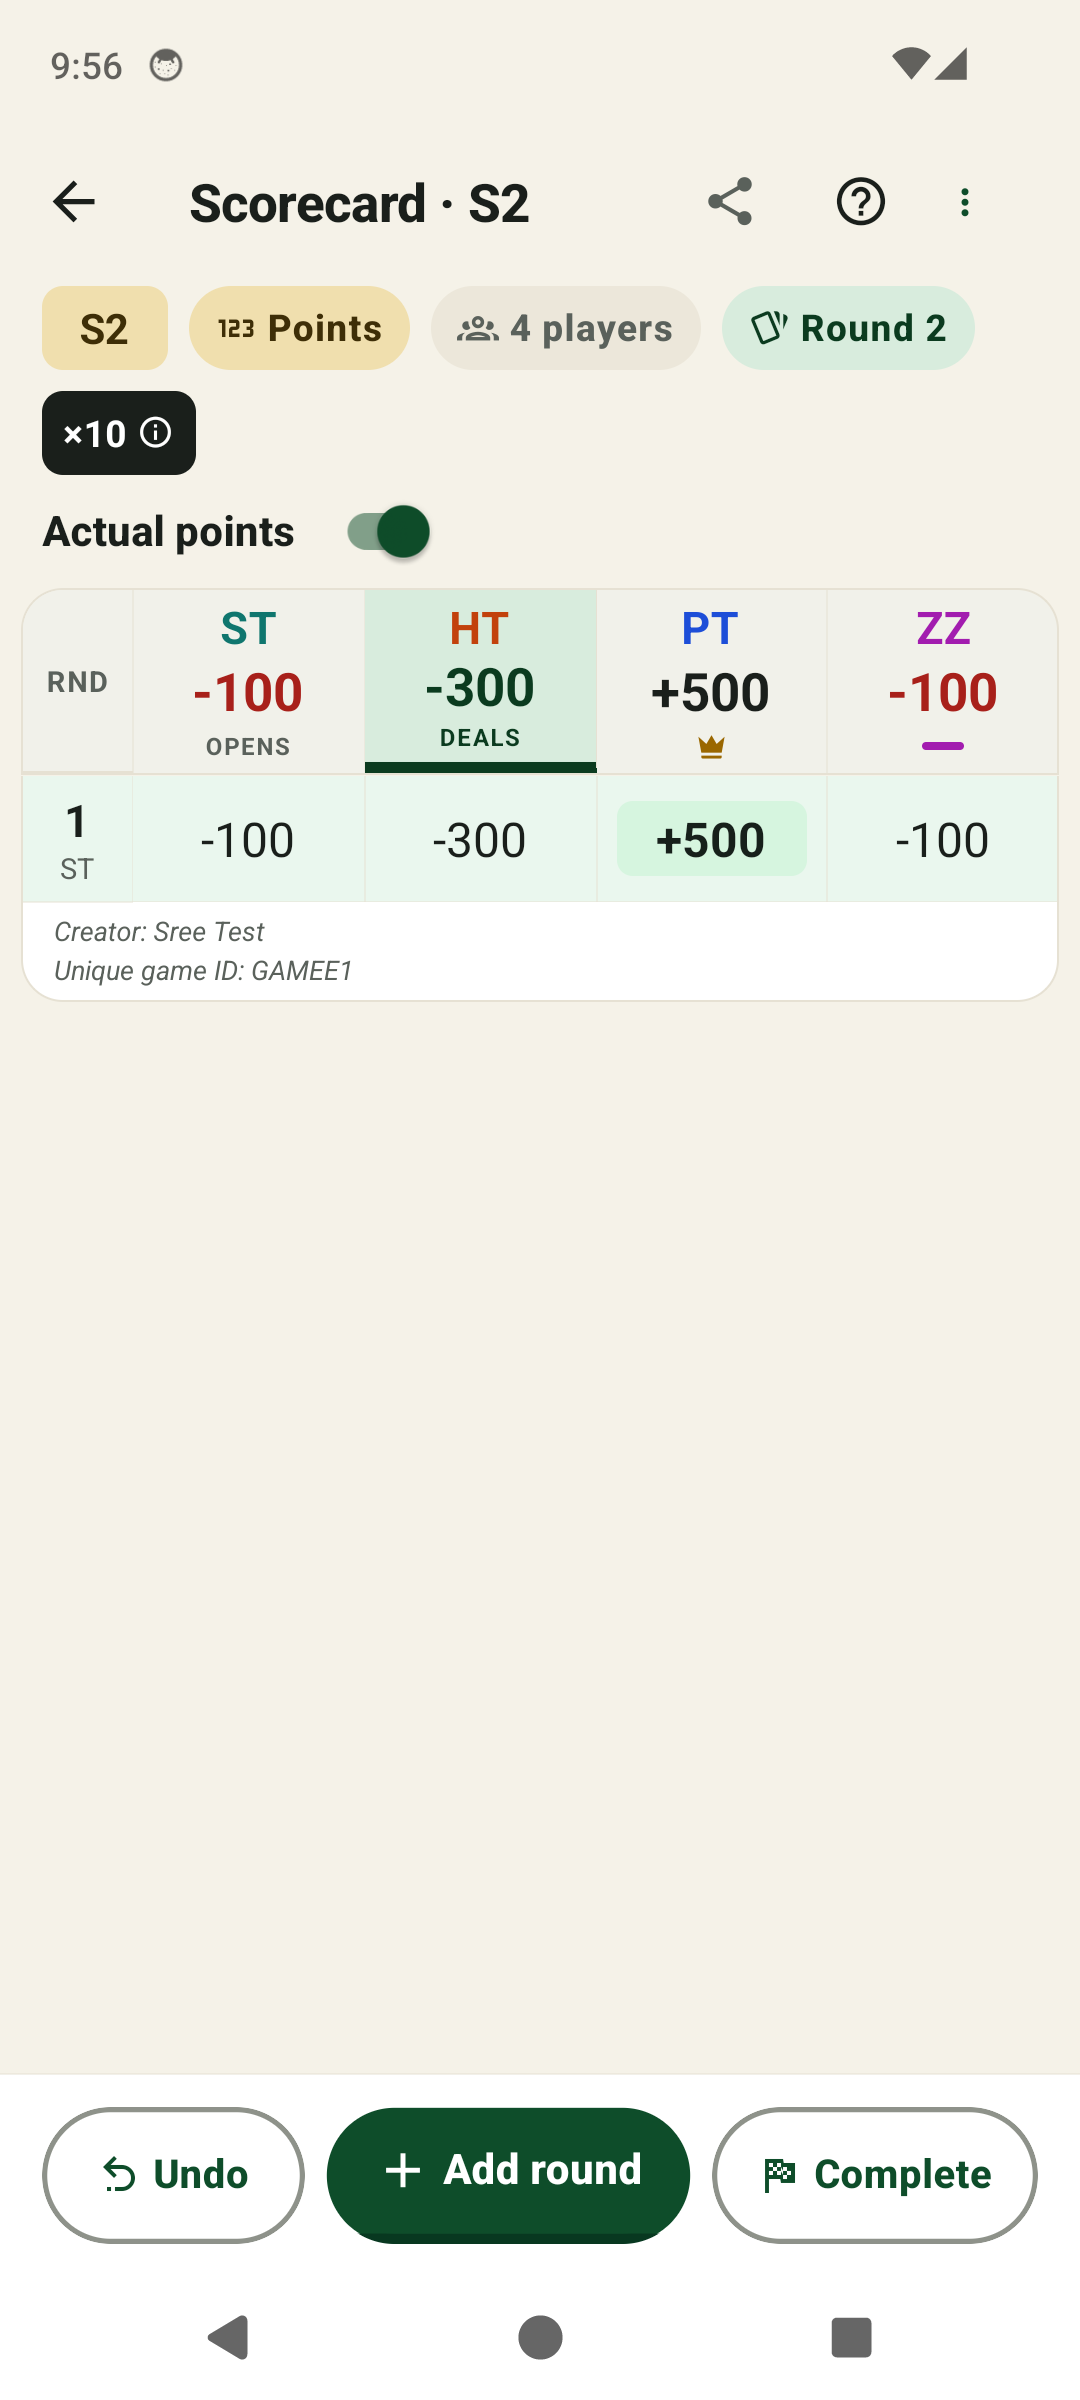 9:56
Scorecard · S2
S2
123 Points
4 players
Round 2
×10
Actual points
RND
ST
HT
PT
ZZ
-100
-300
+500
-100
OPENS
DEALS
1
ST
-100
-300
+500
-100
Creator: Sree Test
Unique game ID: GAMEE1
Undo
Add round
Complete